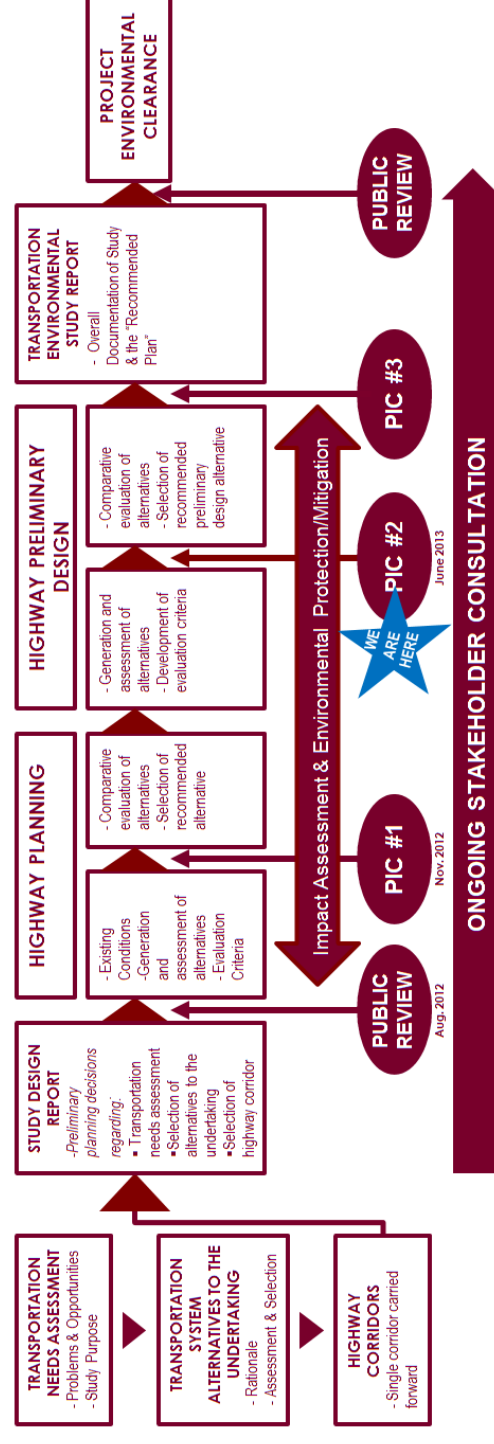 TRANSPORTATION
NEEDS ASSESSMENT
- Problems & Opportunities
- Study Purpose
TRANSPORTATION
SYSTEM
ALTERNATIVES TO THE
UNDERTAKING
- Rationale
- Assessment & Selection
HIGHWAY
CORRIDORS
- Single corridor carried
forward
STUDY DESIGN
REPORT
-Preliminary
planning decisions
regarding:
▪ Transportation
needs assessment
▪Selection of
alternatives to the
undertaking
▪Selection of
highway corridor
HIGHWAY PLANNING
- Existing
Conditions
-Generation
and
assessment of
alternatives
- Evaluation
Criteria
- Comparative
evaluation of
alternatives
- Selection of
recommended
alternative
HIGHWAY PRELIMINARY
DESIGN
- Generation and
assessment of
alternatives
- Development of
evaluation criteria
- Comparative
evaluation of
alternatives
- Selection of
recommended
preliminary
design alternative
TRANSPORTATION
ENVIRONMENTAL
STUDY REPORT
- Overall
Documentation of Study
& the "Recommended
Plan"
PROJECT
ENVIRONMENTAL
CLEARANCE
Impact Assessment & Environmental Protection/Mitigation
PUBLIC
REVIEW
Aug. 2012
PIC #1
Nov. 2012
WE
ARE
HERE
PIC #2
June 2013
PIC #3
PUBLIC
REVIEW
ONGOING STAKEHOLDER CONSULTATION